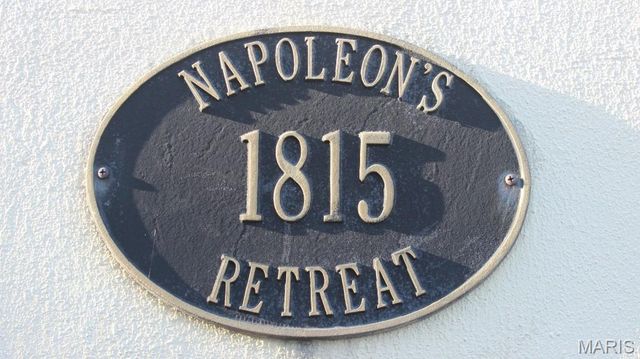 NAPOLEON'S
1815
RETREAT
MARIS